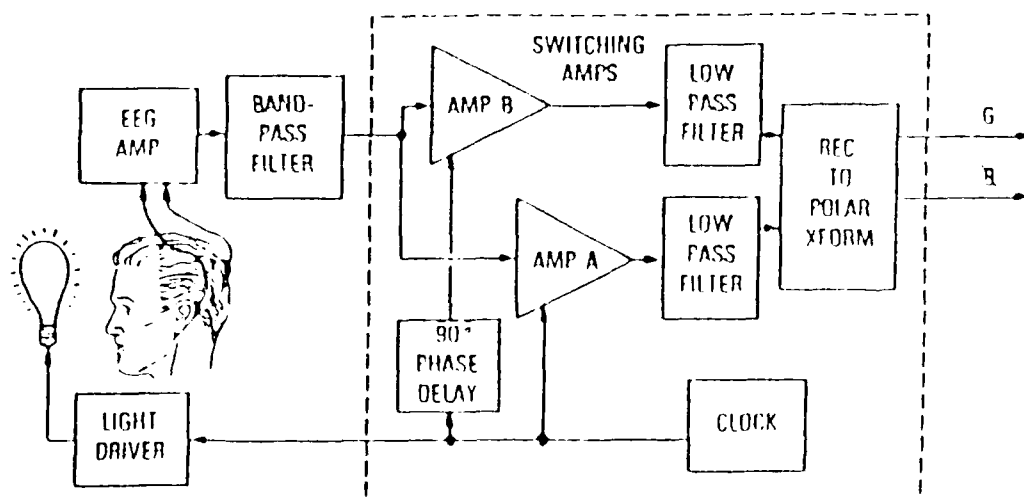 SWITCHING
AMPS
EEG
AMP
BAND-
PASS
FILTER
AMP B
LOW
PASS
FILTER
REC
TO
POLAR
XFORM
G
AMP A
LOW
PASS
FILTER
90°
PHASE
DELAY
LIGHT
DRIVER
CLOCK